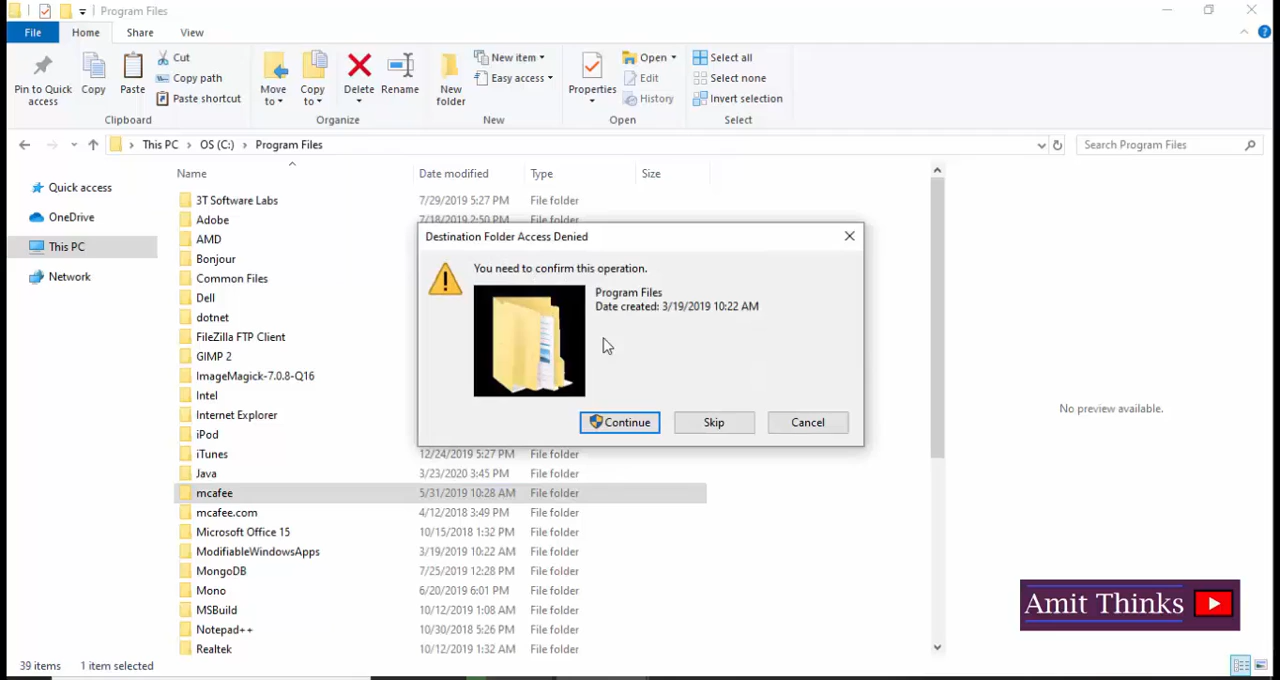 Program Files
File
Home
Share
View
Pin to Quick access
Copy
Paste
Cut
Copy path
Paste shortcut
Clipboard
Move to
Copy to
Delete
Rename
Organize
New folder
New item
Easy access
New
Properties
Open
Edit
History
Open
Select all
Select none
Invert selection
Select
This PC
OS (C:)
Program Files
Search Program Files
Quick access
OneDrive
This PC
Network
Name
Date modified
Type
Size
3T Software Labs 7/29/2019 5:27 PM File folder
Adobe 7/18/2019 2:50 PM File folder
AMD
Bonjour
Common Files
Dell
dotnet
FileZilla FTP Client
GIMP 2
ImageMagick-7.0.8-Q16
Intel
Internet Explorer
iPod
iTunes 12/24/2019 5:27 PM File folder
Java 3/23/2020 3:45 PM File folder
mcafee 5/31/2019 10:28 AM File folder
mcafee.com 4/12/2018 3:49 PM File folder
Microsoft Office 15 10/15/2018 1:32 PM File folder
ModifiableWindowsApps 3/19/2019 10:22 AM File folder
MongoDB 7/25/2019 12:28 PM File folder
Mono 6/20/2019 6:01 PM File folder
MSBuild 10/12/2019 1:08 AM File folder
Notepad++ 10/30/2018 5:26 PM File folder
Realtek 10/12/2019 1:32 AM File folder
Destination Folder Access Denied
You need to confirm this operation.
Program Files
Date created: 3/19/2019 10:22 AM
Continue
Skip
Cancel
No preview available.
Amit Thinks
39 items
1 item selected